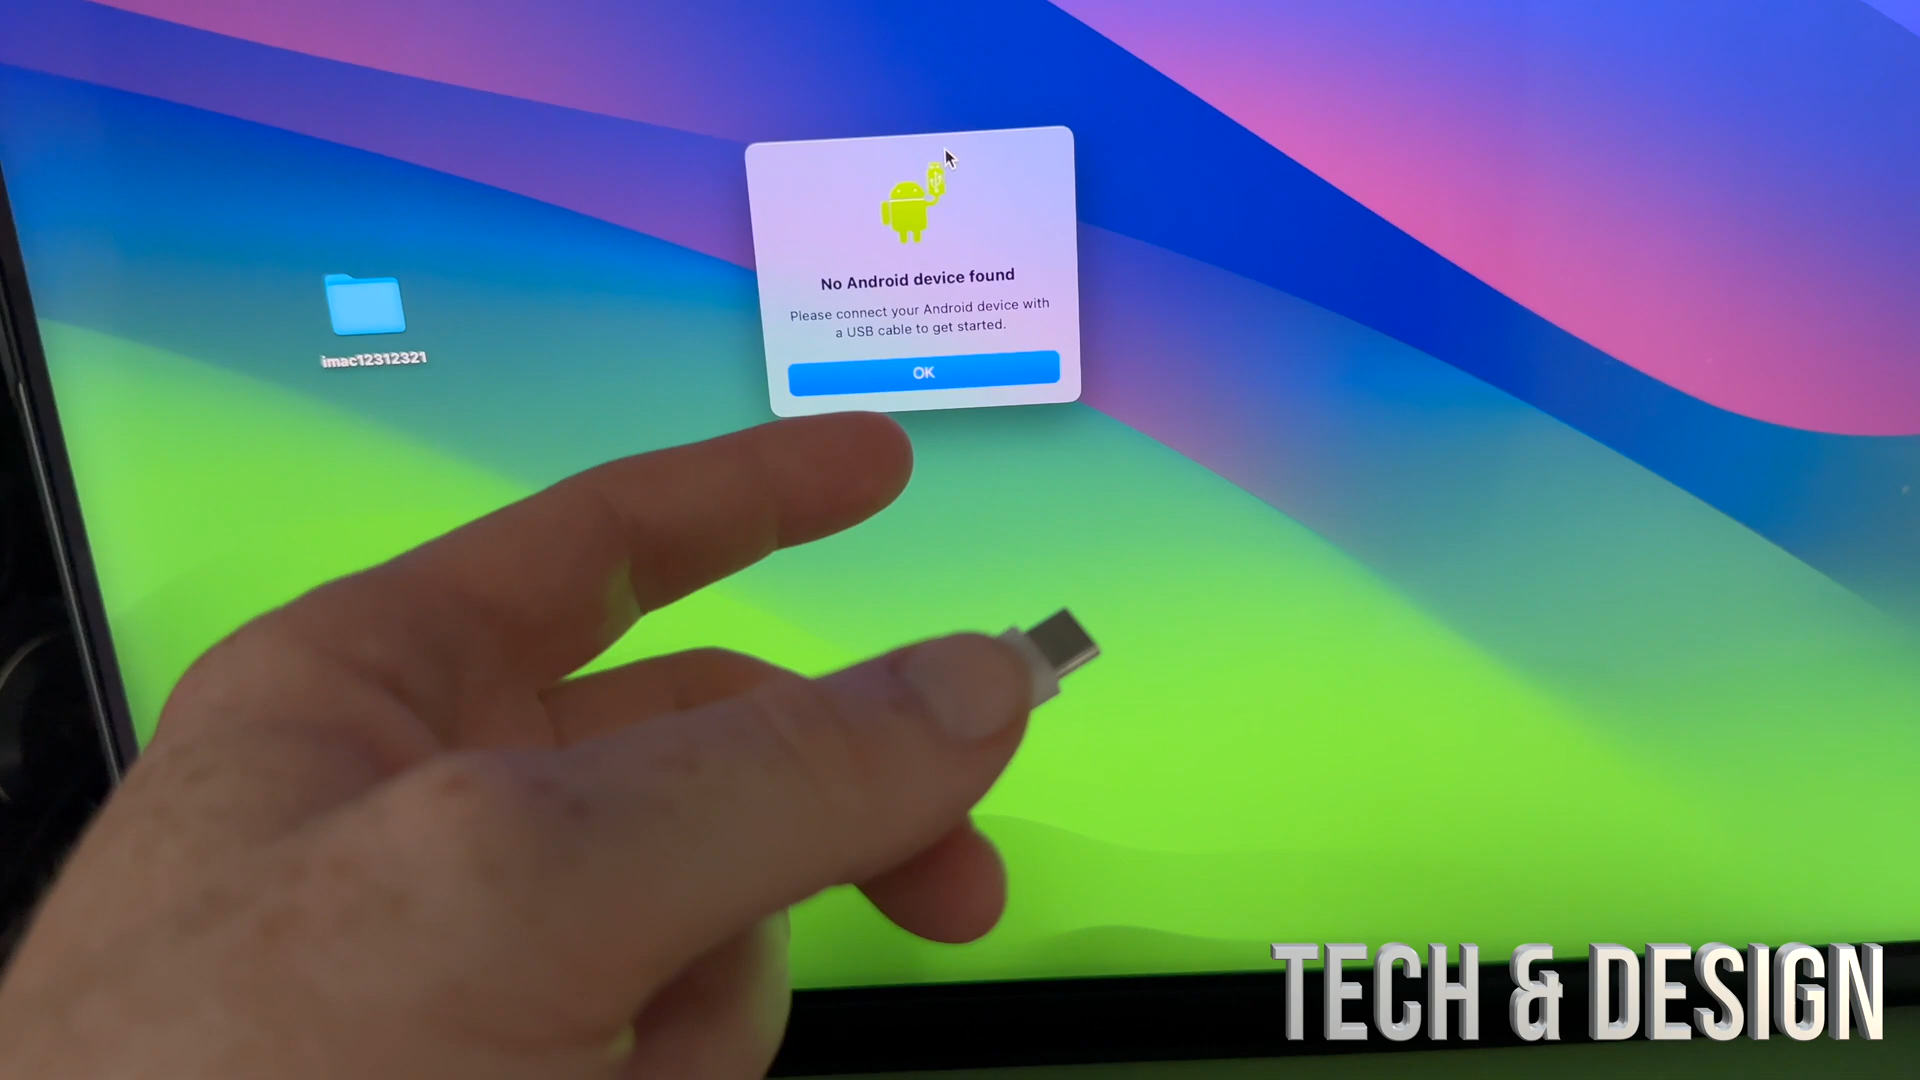 No Android device found
Please connect your Android device with
a USB cable to get started.
OK
imac12312321
TECH & DESIGN